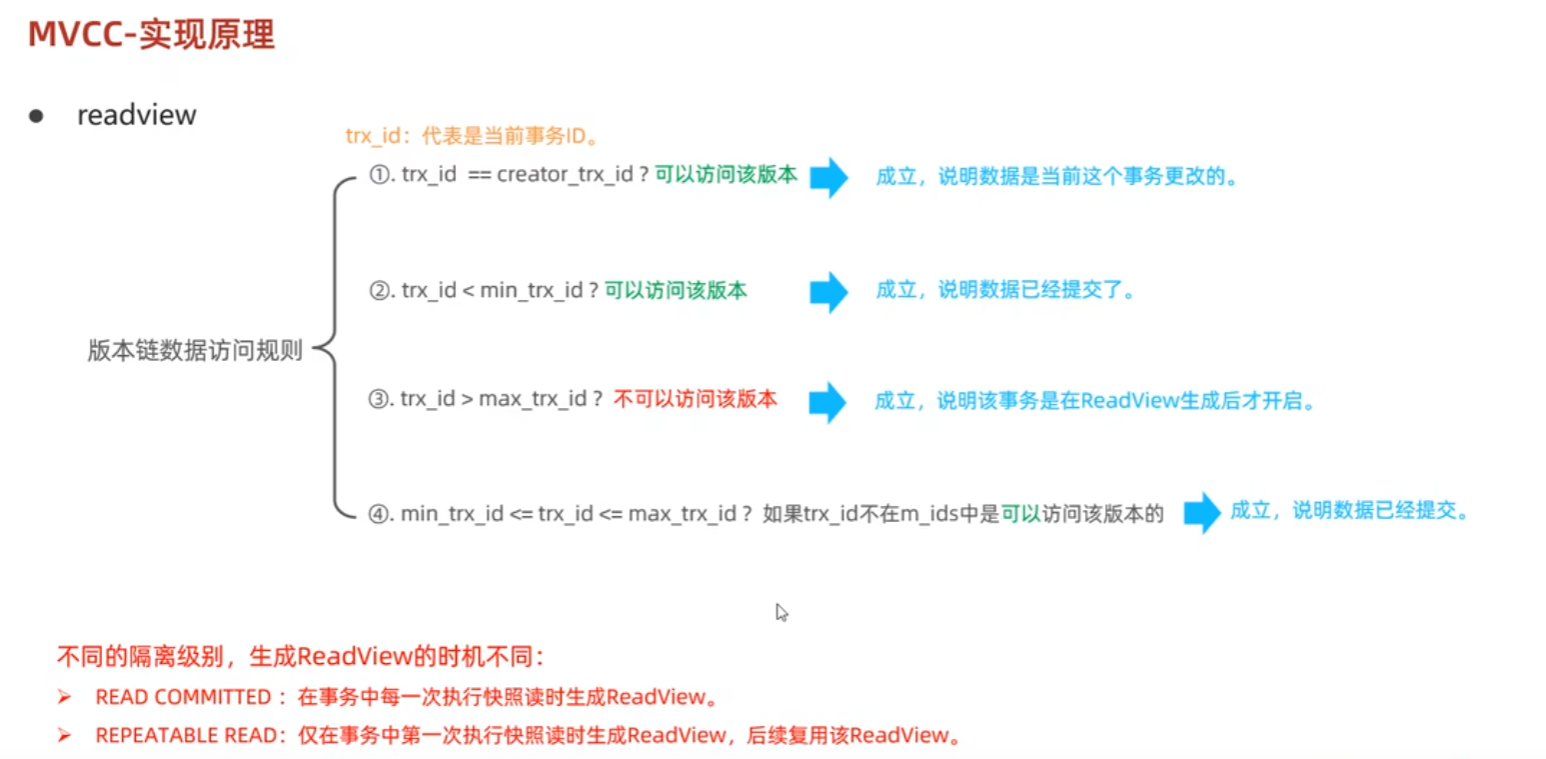 MVCC-实现原理
● readview
trx_id：代表是当前事务ID。
①. trx_id == creator_trx_id ? 可以访问该版本 成立，说明数据是当前这个事务更改的。
②. trx_id < min_trx_id ? 可以访问该版本 成立，说明数据已经提交了。
版本链数据访问规则
③. trx_id > max_trx_id ? 不可以访问该版本 成立，说明该事务是在ReadView生成后才开启。
④. min_trx_id <= trx_id <= max_trx_id ? 如果trx_id不在m_ids中是可以访问该版本的 成立，说明数据已经提交。
不同的隔离级别，生成ReadView的时机不同：
➢ READ COMMITTED ：在事务中每一次执行快照读时生成ReadView。
➢ REPEATABLE READ：仅在事务中第一次执行快照读时生成ReadView，后续复用该ReadView。